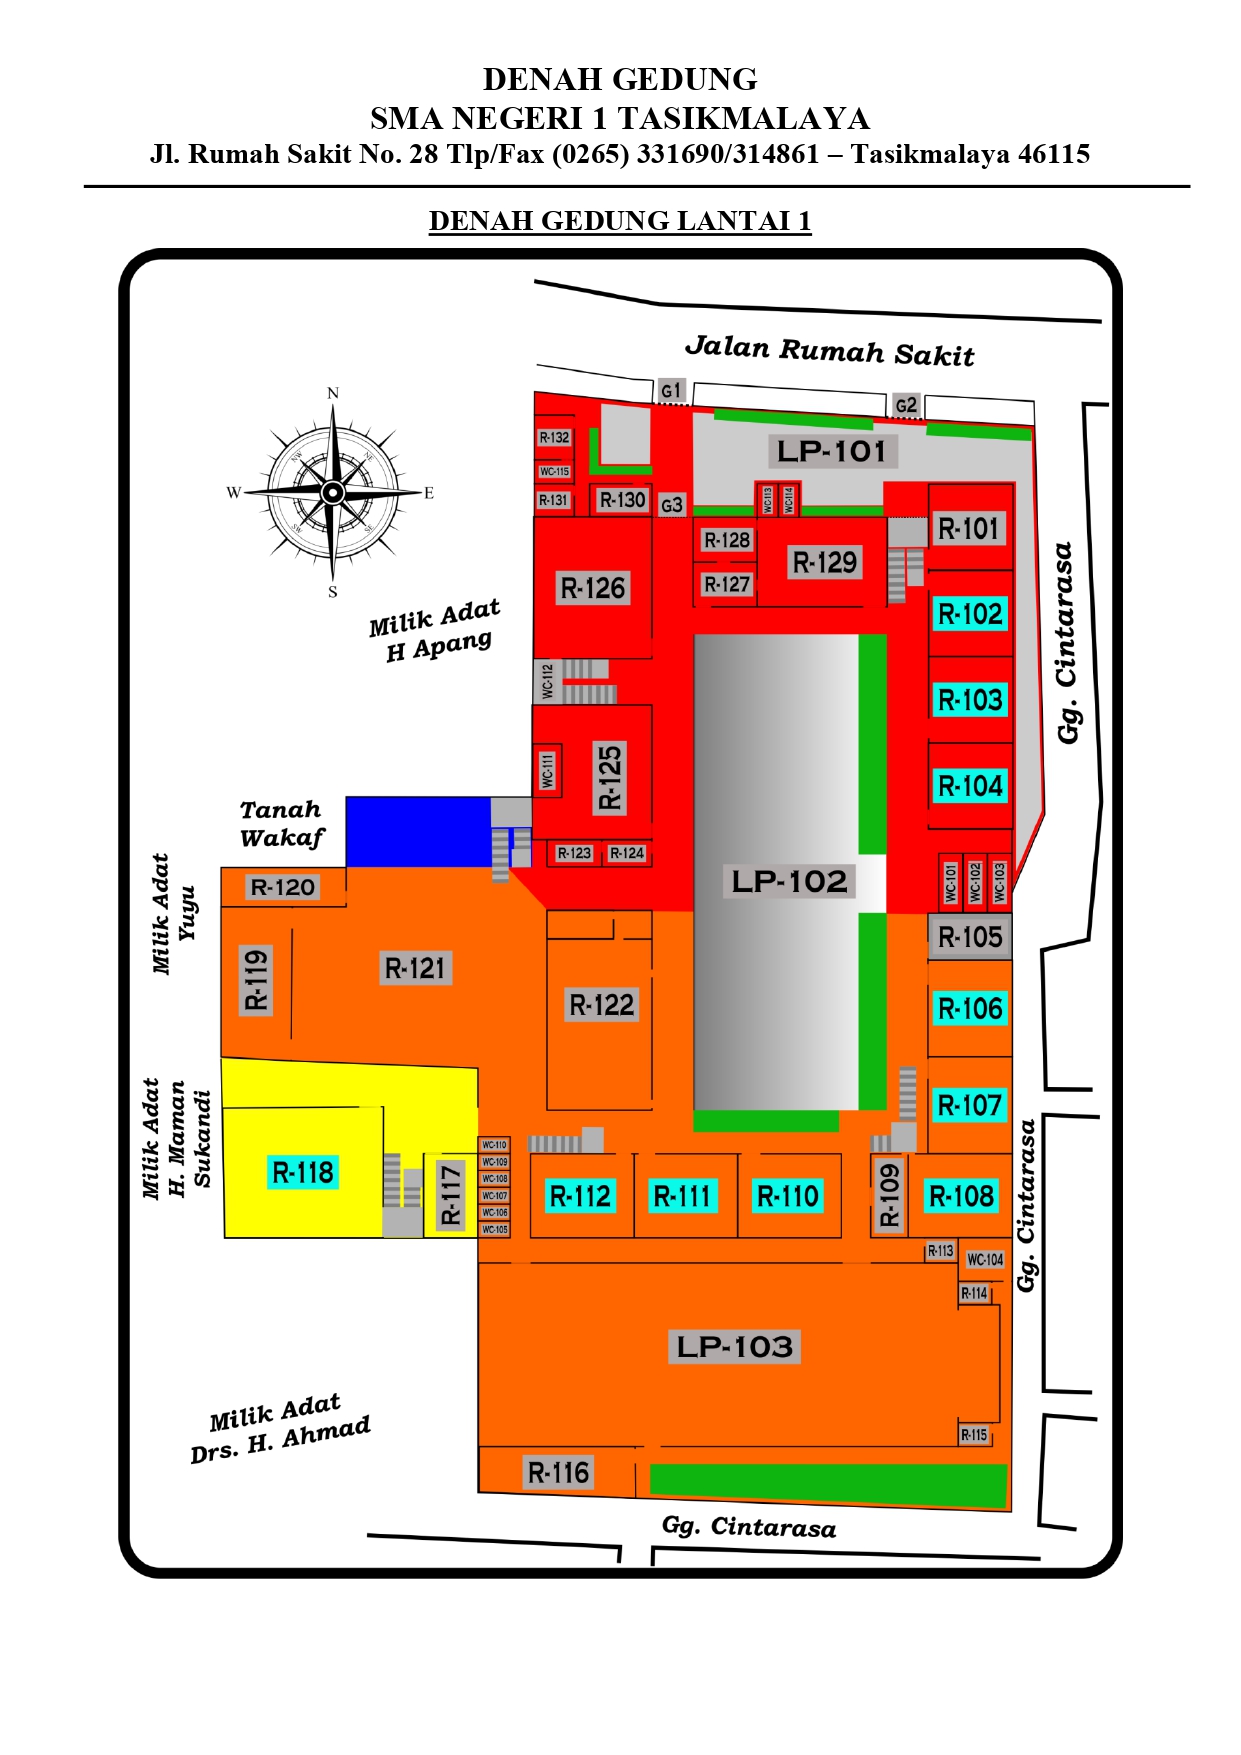 DENAH GEDUNG
SMA NEGERI 1 TASIKMALAYA
Jl. Rumah Sakit No. 28 Tlp/Fax (0265) 331690/314861 – Tasikmalaya 46115
DENAH GEDUNG LANTAI 1
Jalan Rumah Sakit
N
W
E
S
NW
NE
SW
SE
G1
G2
LP-101
R-132
WC-115
R-131
R-130
G3
WC-113
WC-114
R-101
R-128
R-127
R-129
R-126
R-102
Gg. Cintarasa
Milik Adat
H Apang
WC-112
R-103
WC-111
R-125
R-104
Tanah
Wakaf
R-123
R-124
LP-102
WC-101
WC-102
WC-103
Milik Adat
Yuyu
R-120
R-119
R-121
R-122
R-105
R-106
R-107
Milik Adat
H. Maman
Sukandi
R-118
R-117
WC-110
WC-109
WC-108
WC-107
WC-106
WC-105
R-112
R-111
R-110
R-109
R-108
Gg. Cintarasa
R-113
WC-104
R-114
LP-103
Milik Adat
Drs. H. Ahmad
R-115
R-116
Gg. Cintarasa